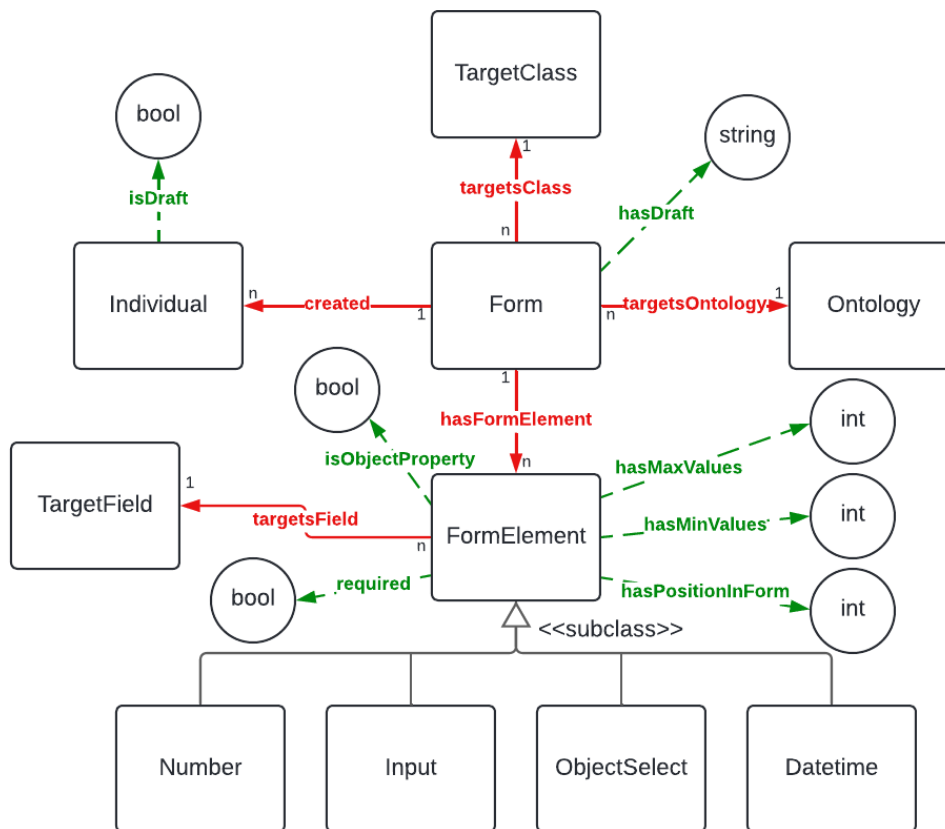 TargetClass
bool
string
1
targetsClass
isDraft
hasDraft
n
Individual
n
created
1
Form
n
targetsOntology
1
Ontology
1
bool
hasFormElement
int
isObjectProperty
n
hasMaxValues
TargetField
1
targetsField
n
FormElement
hasMinValues
int
bool
required
hasPositionInForm
int
<<subclass>>
Number
Input
ObjectSelect
Datetime